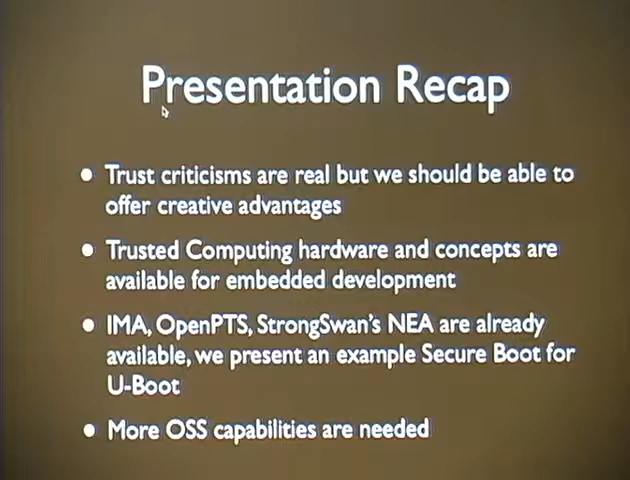 Presentation Recap
• Trust criticisms are real but we should be able to
offer creative advantages
• Trusted Computing hardware and concepts are
available for embedded development
• IMA, OpenPTS, StrongSwan's NEA are already
available, we present an example Secure Boot for
U-Boot
• More OSS capabilities are needed